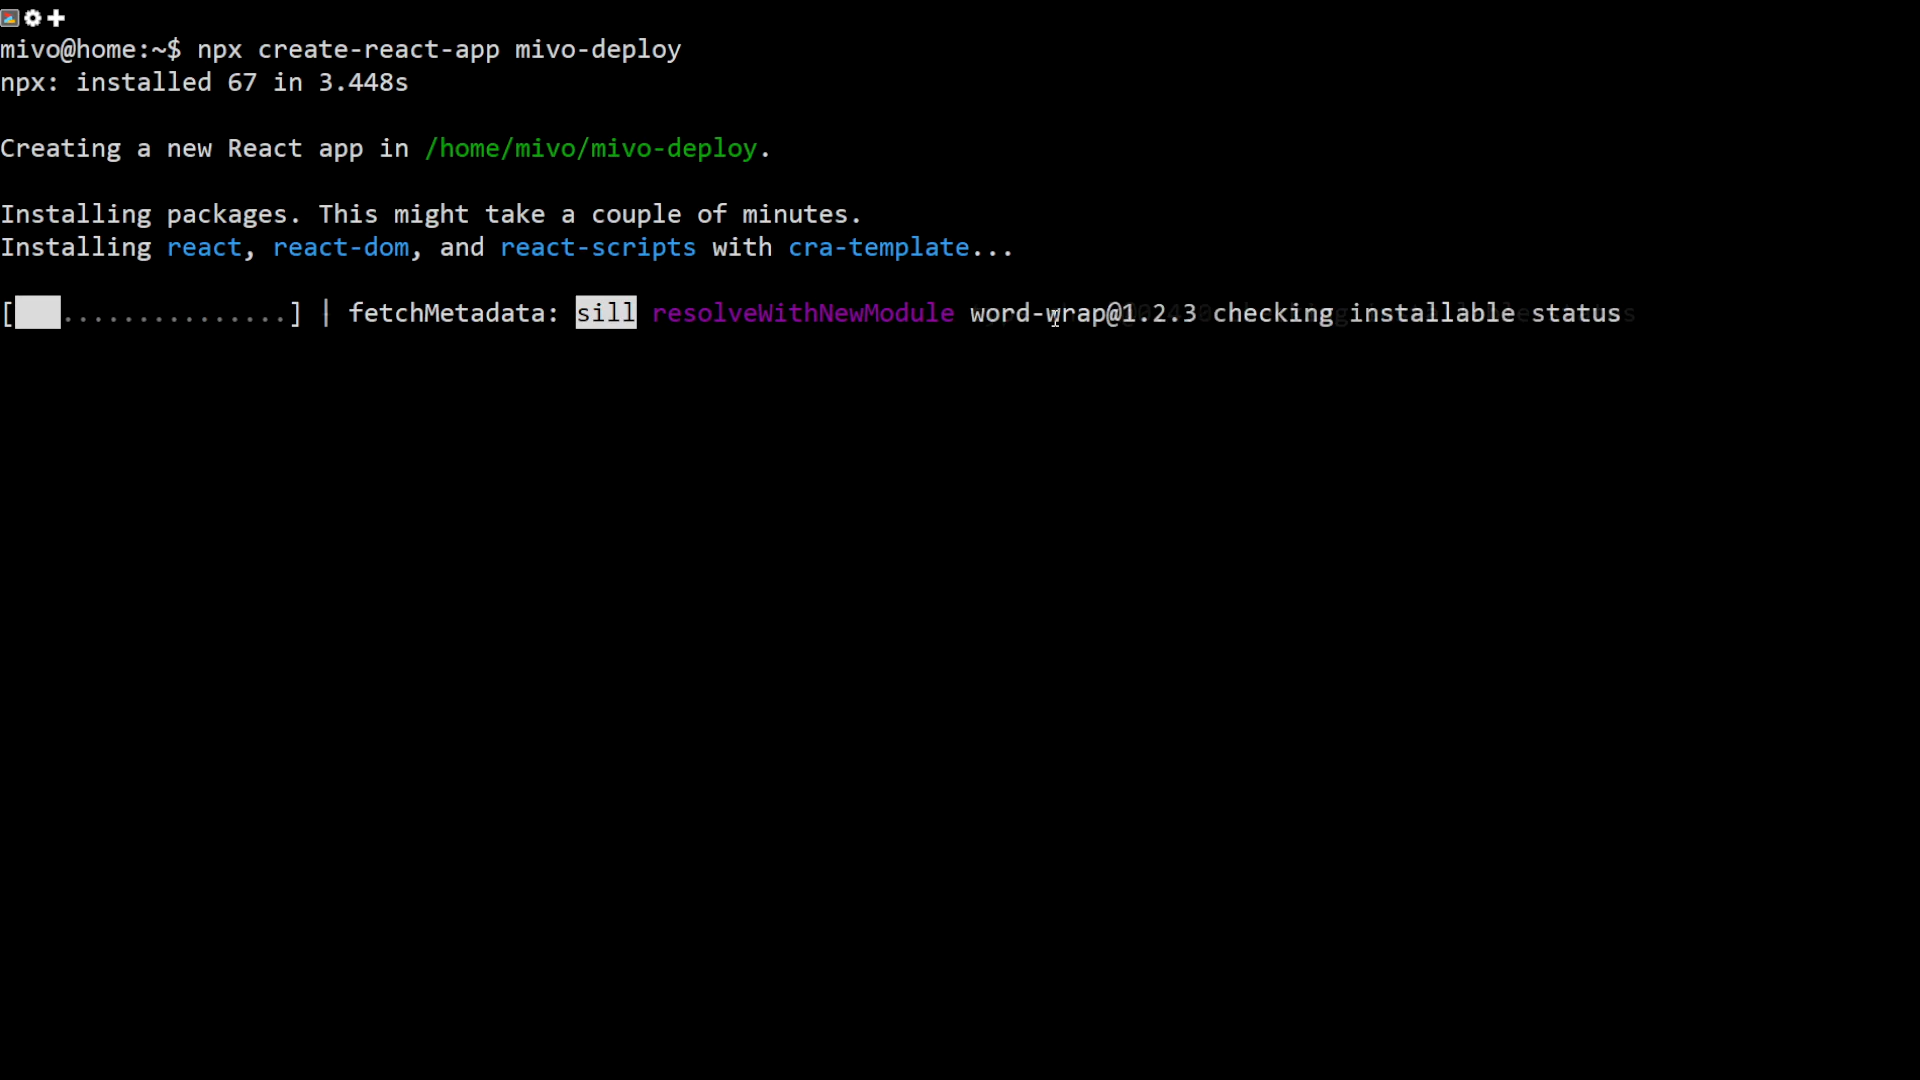 mivo@home:~$ npx create-react-app mivo-deploy
npx: installed 67 in 3.448s
Creating a new React app in /home/mivo/mivo-deploy.
Installing packages. This might take a couple of minutes.
Installing react, react-dom, and react-scripts with cra-template...
[   ...............] | fetchMetadata: sill resolveWithNewModule word-wrap@1.2.3 checking installable status